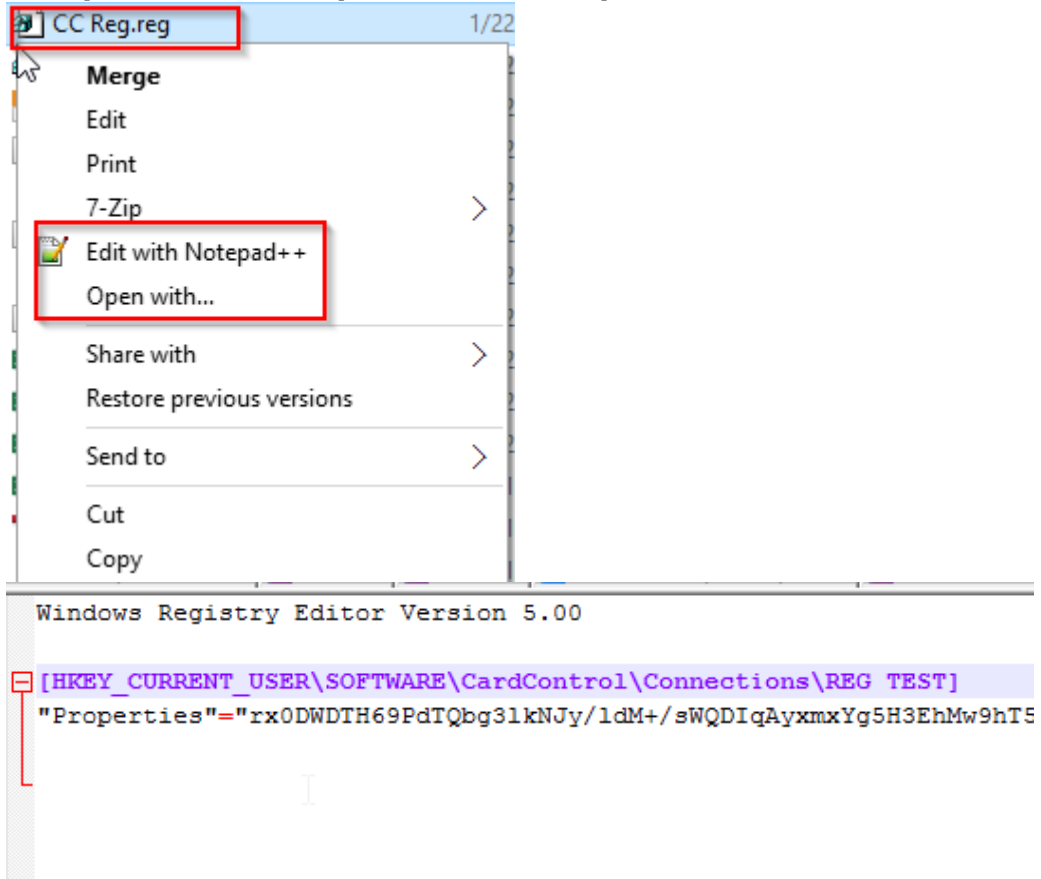 CC Reg.reg 1/22
Merge
Edit
Print
7-Zip
Edit with Notepad++
Open with...
Share with
Restore previous versions
Send to
Cut
Copy
Windows Registry Editor Version 5.00
[HKEY_CURRENT_USER\SOFTWARE\CardControl\Connections\REG TEST]
"Properties"="rx0DWDTH69PdTQbg3lkNJy/ldM+/sWQDIqAyxmxYg5H3EhMw9hT5